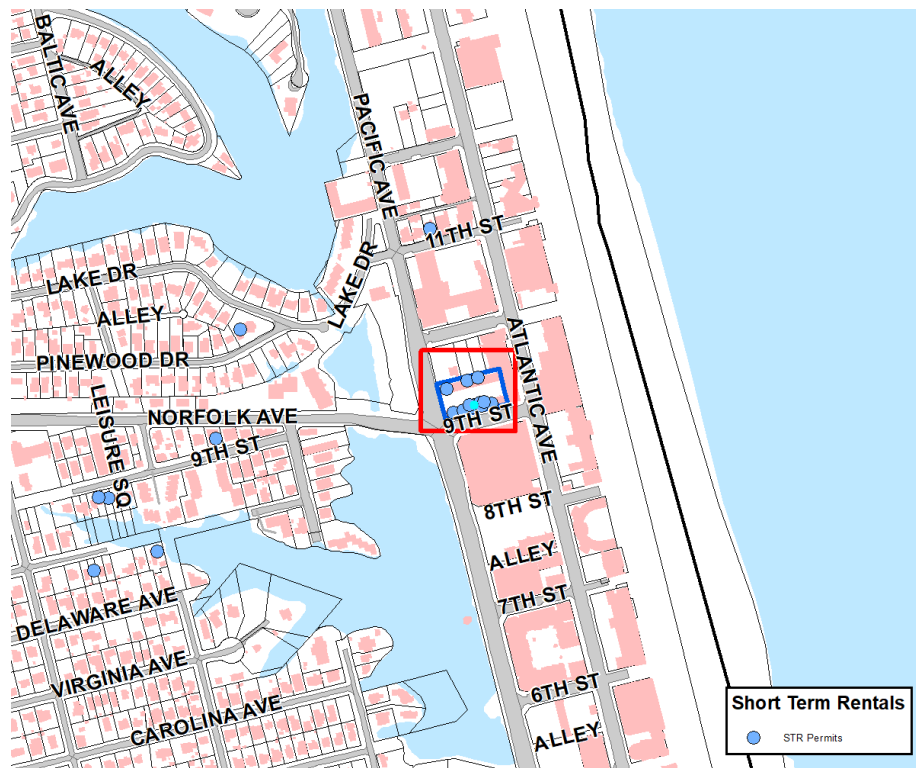 BALTIC AVE
ALLEY
PACIFIC AVE
11TH ST
LAKE DR
LAKE DR
ALLEY
PINEWOOD DR
ATLANTIC AVE
LEISURE SQ
NORFOLK AVE
9TH ST
9TH ST
8TH ST
ALLEY
7TH ST
DELAWARE AVE
VIRGINIA AVE
6TH ST
CAROLINA AVE
ALLEY
Short Term Rentals
STR Permits